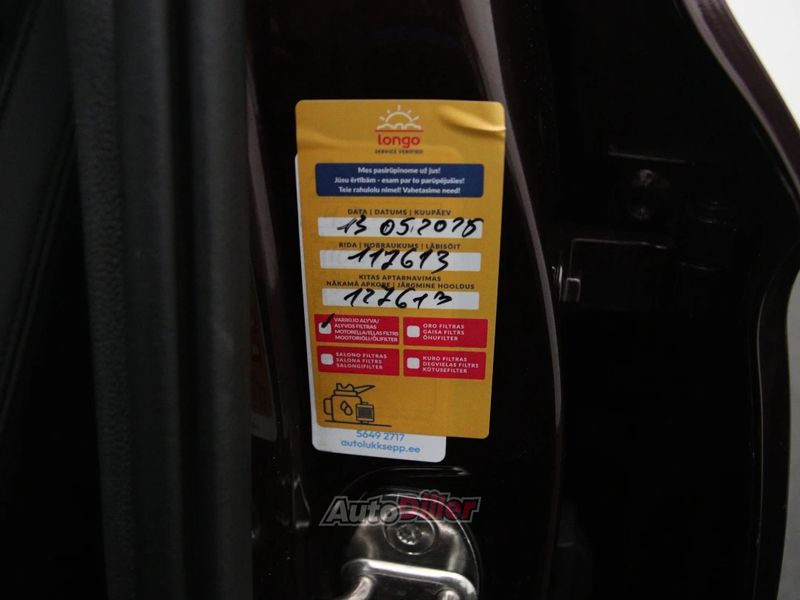 longo
SERVICE VERIFIED
Mes pasirūpinome už jus!
Jūsu ērtībām - esam par to parūpējušies!
Teie rahulolu nimel! Vahetasime need!
DATA | DATUMS | KUUPÄEV
13 05.2025
RIDA | NOBRAUKUMS | LÄBISÕIT
117613
KITAS APTARNAVIMAS
NĀKAMĀ APKOPE | JÄRGMINE HOOLDUS
127613
VARIKLIO ALYVA/
ALYVOS FILTRAS
MOTOREĻĻA/EĻĻAS FILTRS
MOOTORIÕLI/ÕLIFILTER
ORO FILTRAS
GAISA FILTRS
ÕHUFILTER
SALONO FILTRAS
SALONA FILTRS
SALONGIFILTER
KURO FILTRAS
DEGVIELAS FILTRS
KÜTUSEFILTER
5649 2717
autolukksepp.ee
AutoDiller